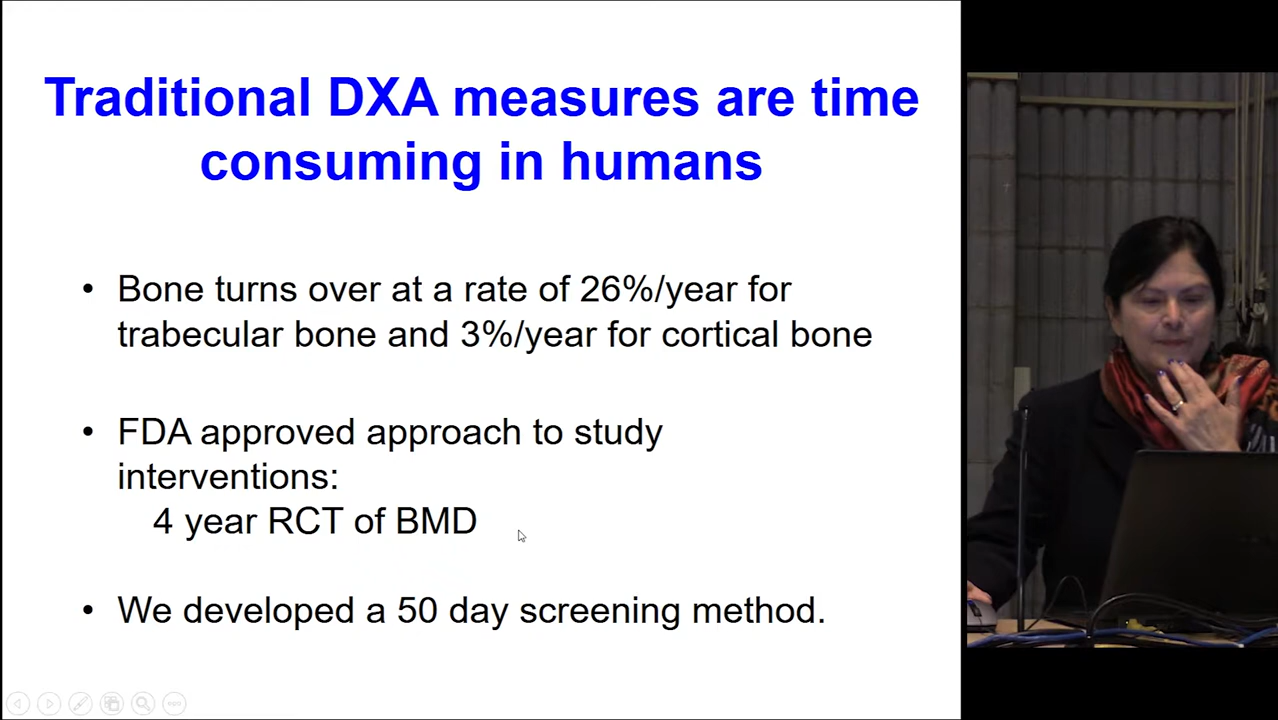 Traditional DXA measures are time
consuming in humans
• Bone turns over at a rate of 26%/year for
trabecular bone and 3%/year for cortical bone
• FDA approved approach to study
interventions:
4 year RCT of BMD
• We developed a 50 day screening method.